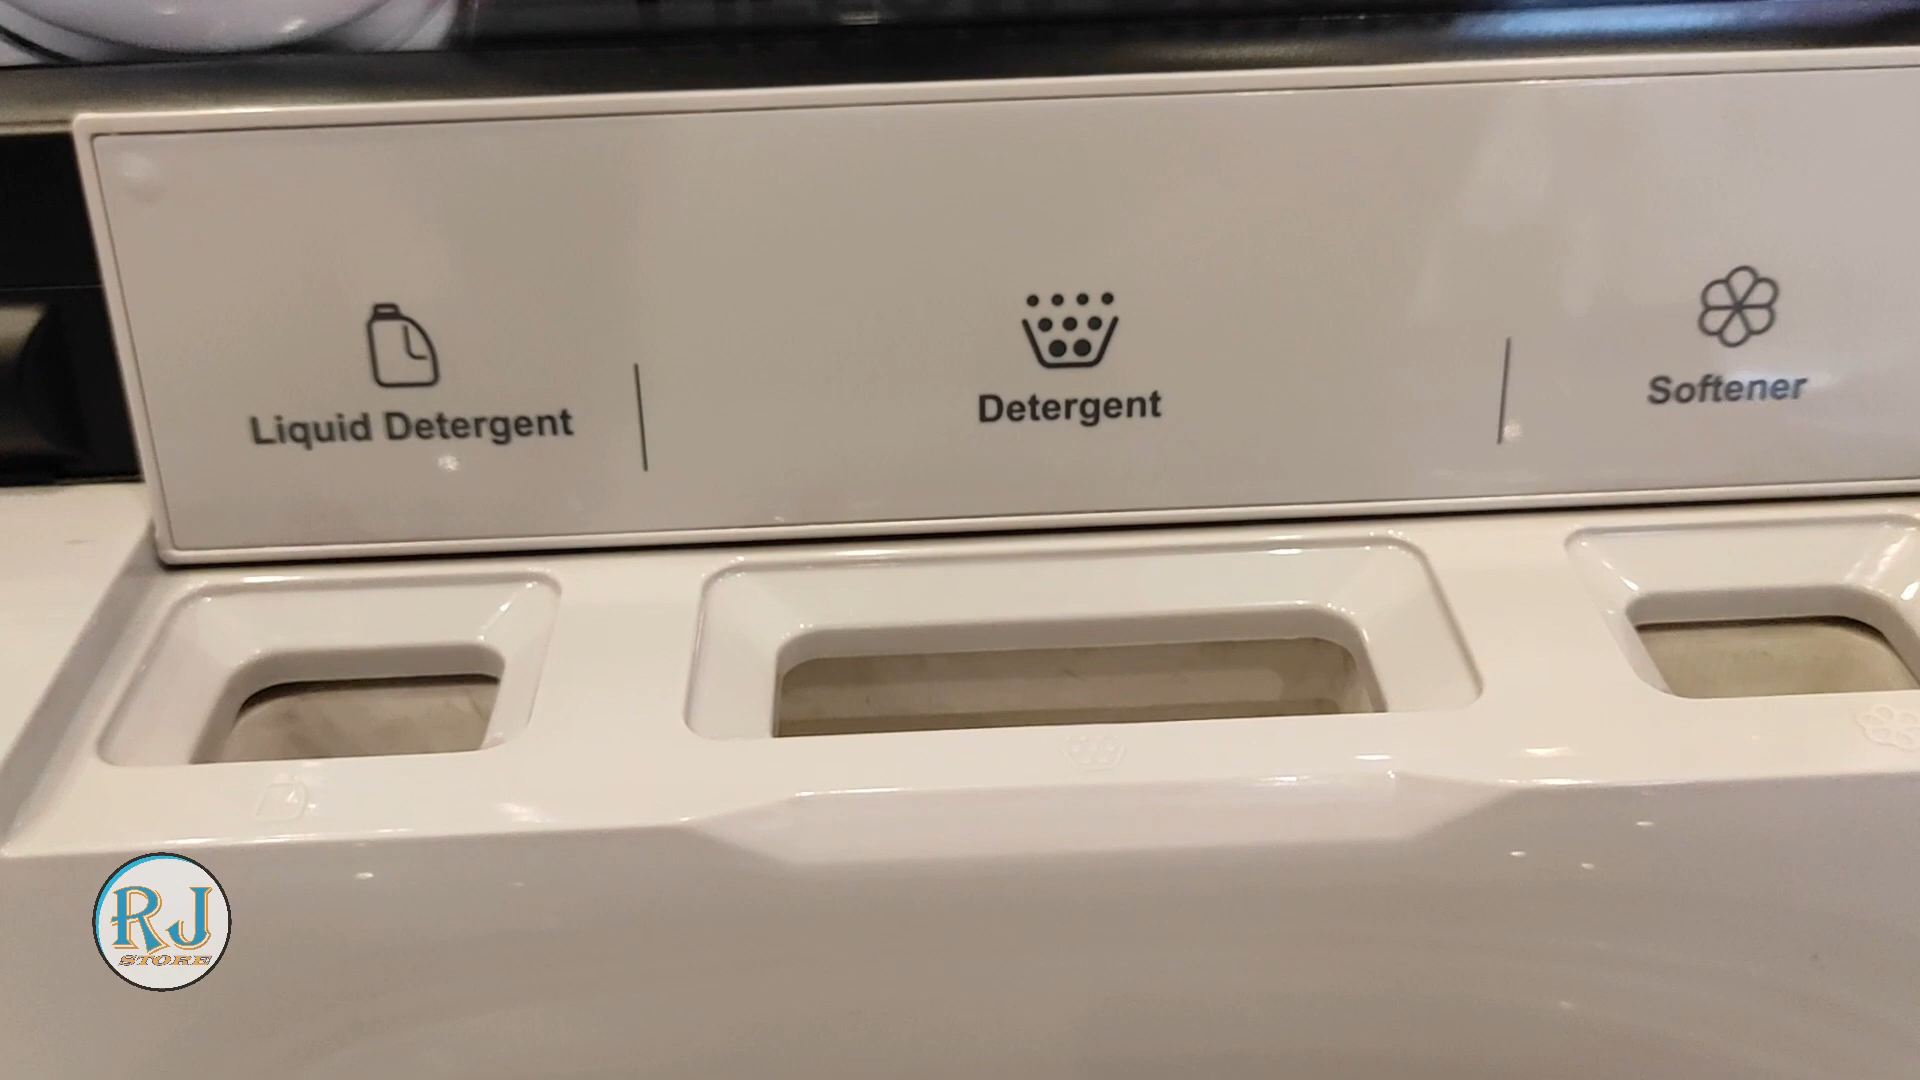 Liquid Detergent
Detergent
Softener
RJ
STORE